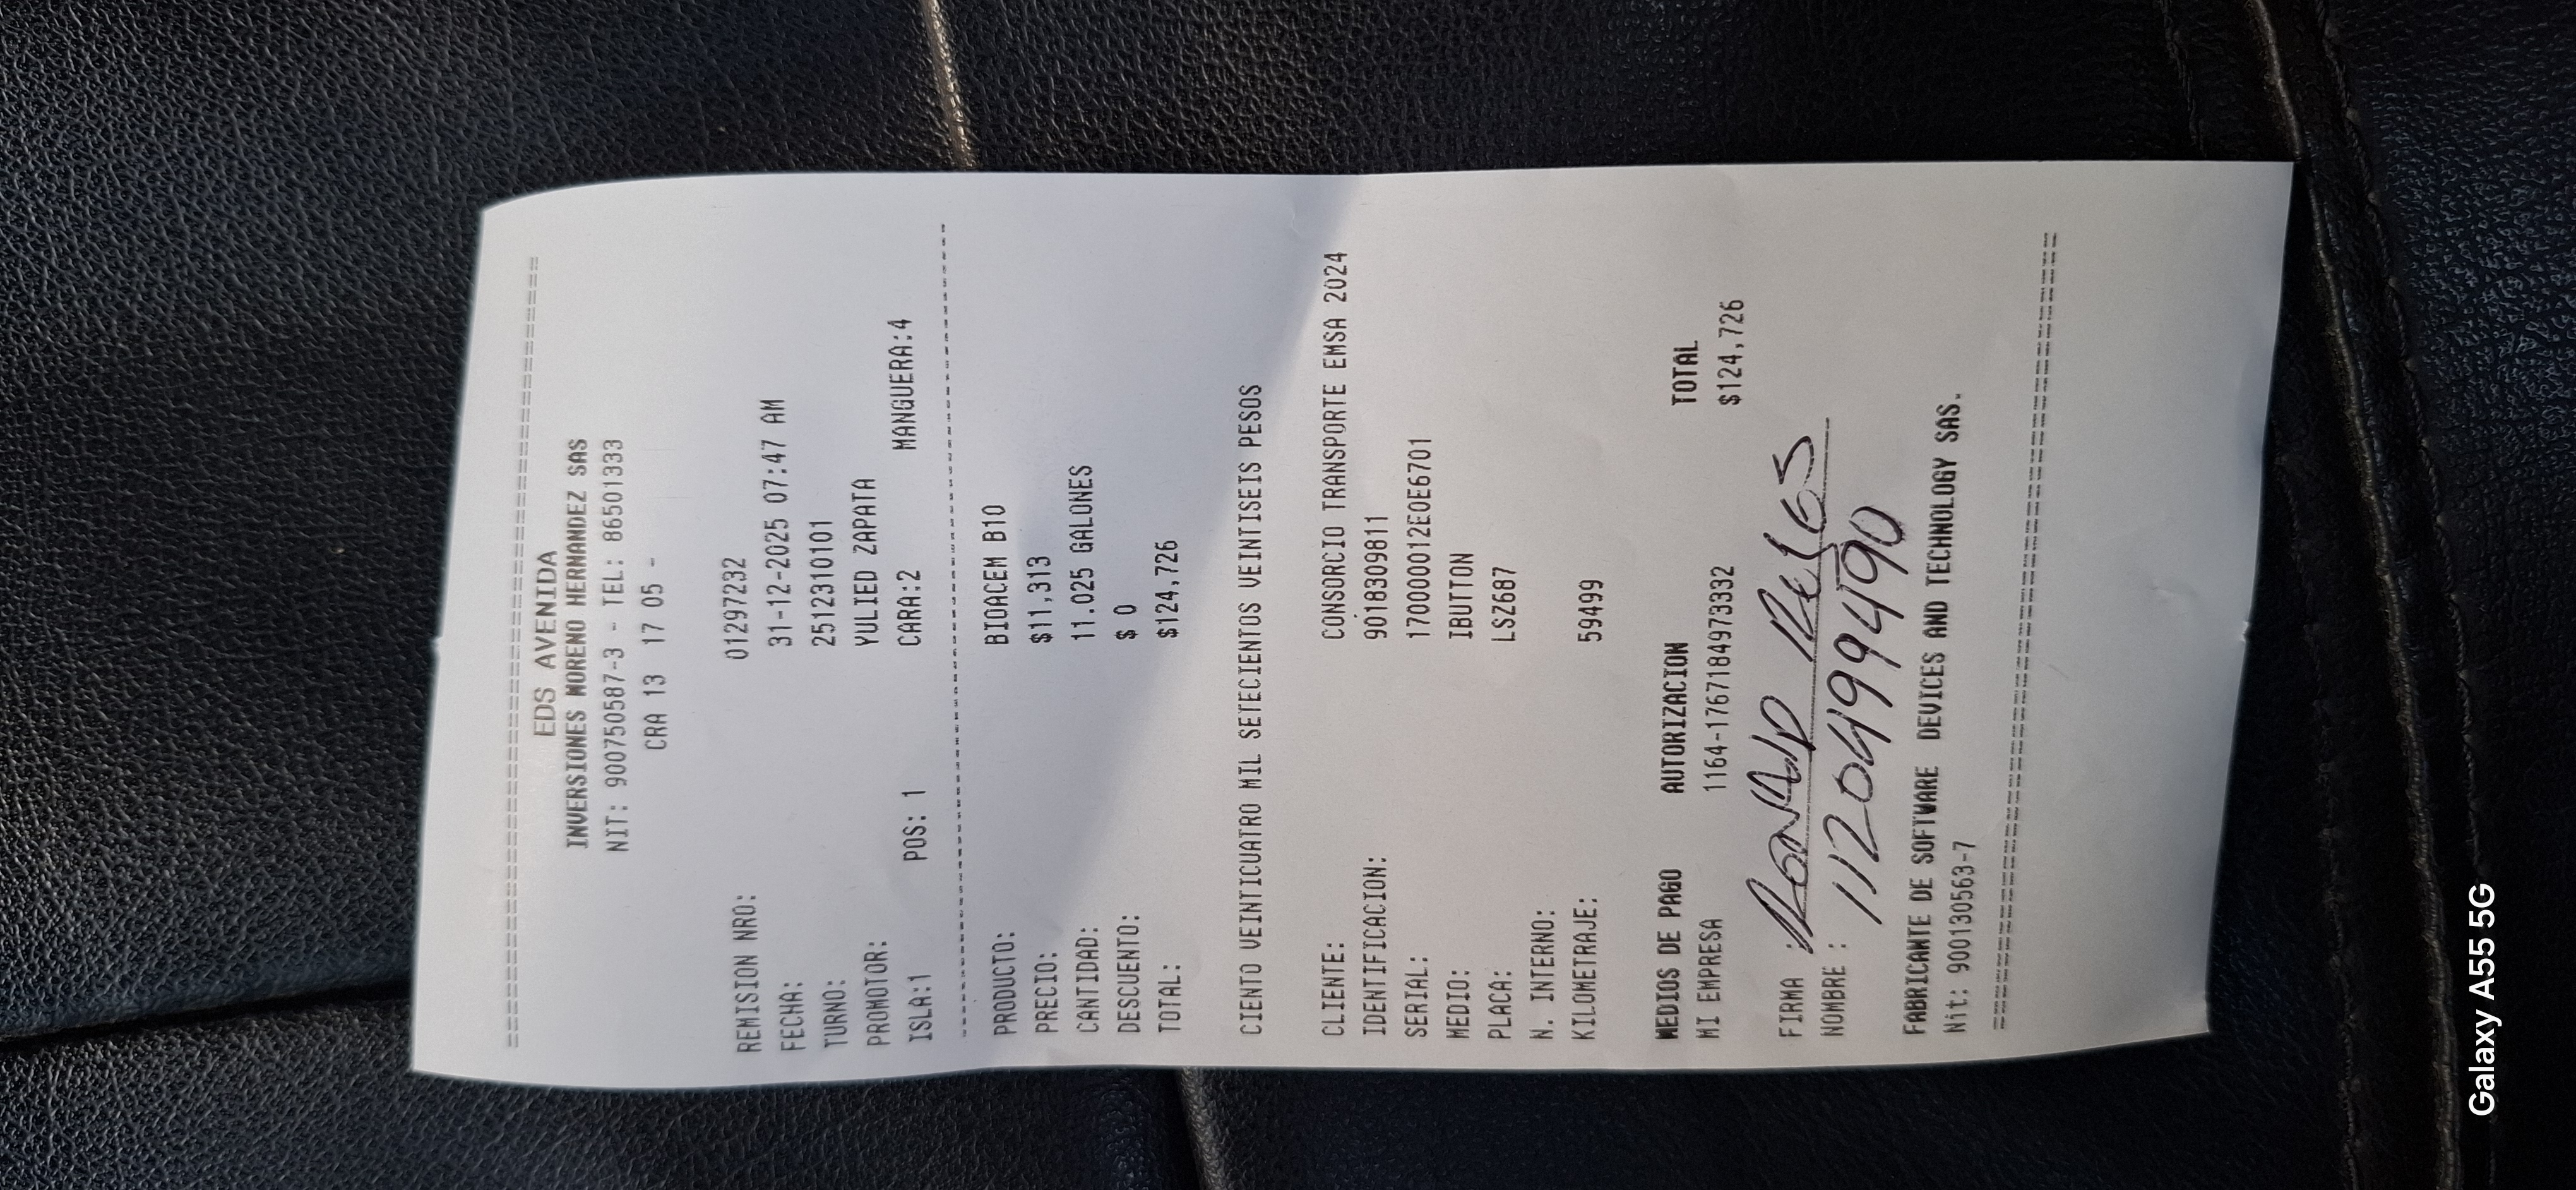 EDS AVENIDA
INVERSIONES MORENO HERNANDEZ SAS
NIT: 900750587-3 - TEL: 86501333
CRA 13 17 05 -
REMISION NRO: 01297232
FECHA: 31-12-2025 07:47 AM
TURNO: 2512310101
PROMOTOR: YULIED ZAPATA
ISLA:1 POS: 1 CARA:2 MANGUERA:4
PRODUCTO: BIOACEM B10
PRECIO: $11,313
CANTIDAD: 11.025 GALONES
DESCUENTO: $ 0
TOTAL: $124,726
CIENTO VEINTICUATRO MIL SETECIENTOS VEINTISEIS PESOS
CLIENTE: CONSORCIO TRANSPORTE EMSA 2024
IDENTIFICACION: 9018309811
SERIAL: 1700000012E0E6701
MEDIO: IBUTTON
PLACA: LSZ687
N. INTERNO:
KILOMETRAJE: 59499
MEDIOS DE PAGO AUTORIZACION TOTAL
MI EMPRESA 1164-1767184973332 $124,726
FIRMA :
NOMBRE : 1120499490
FABRICANTE DE SOFTWARE DEVICES AND TECHNOLOGY SAS.
Nit: 900130563-7
Galaxy A55 5G